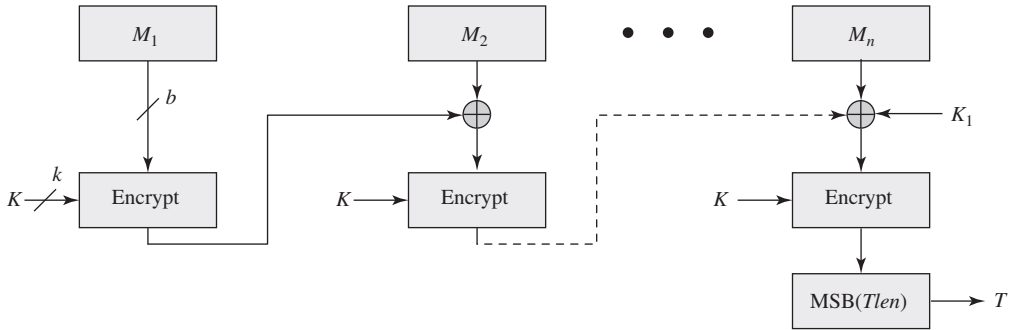 M1
M2
Mn
b
K1
k
K
Encrypt
K
Encrypt
K
Encrypt
MSB(Tlen)
T